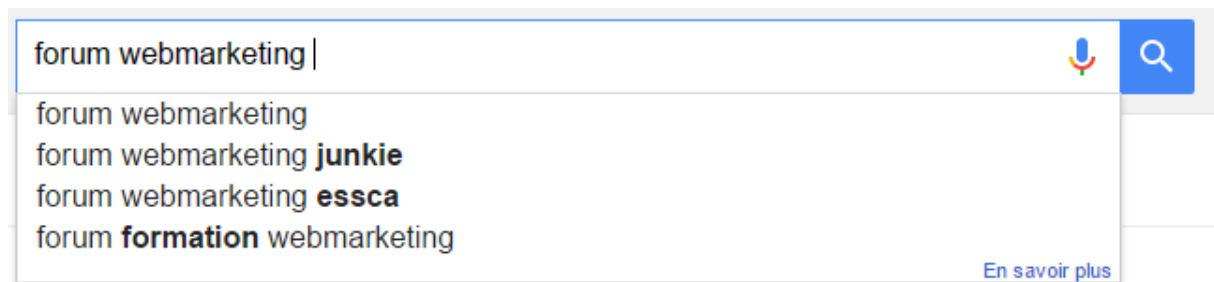 forum webmarketing
forum webmarketing
forum webmarketing junkie
forum webmarketing essca
forum formation webmarketing
En savoir plus